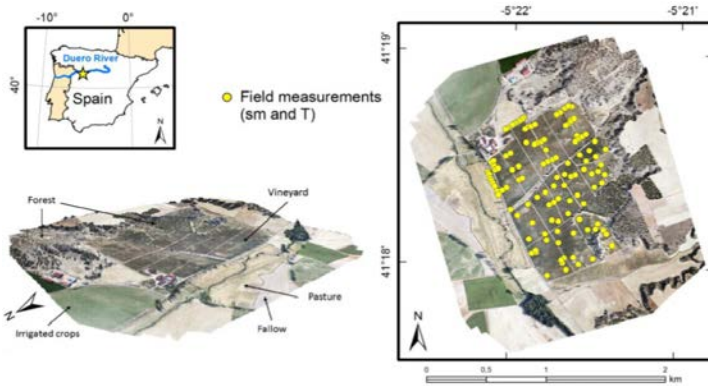 -10°
0°
Duero River
40°
Spain
N
Field measurements
(sm and T)
Forest
Vineyard
N
Irrigated crops
Pasture
Fallow
-5°22'
-5°21'
41°19'
41°18'
N
0 0,5 1 2
km